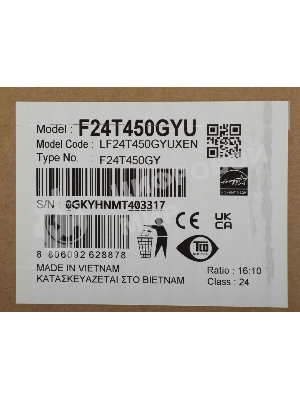 Model : F24T450GYU
Model Code : LF24T450GYUXEN
Type No. : F24T450GY
S/N : 0GKYHNMT403317
UK
CA
TCO
8 806092 628878
MADE IN VIETNAM
ΚΑΤΑΣΚΕΥΑΖΕΤΑΙ ΣΤΟ ΒΙΕΤΝΑΜ
Ratio : 16:10
Class : 24